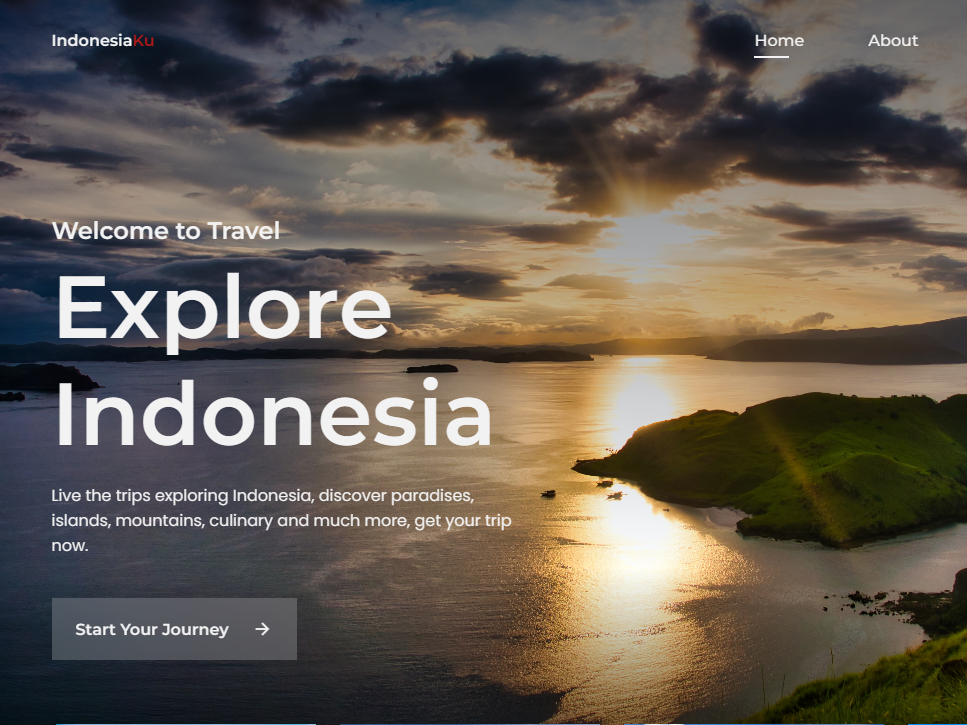 IndonesiaKu
Home
About
Welcome to Travel
Explore
Indonesia
Live the trips exploring Indonesia, discover paradises,
islands, mountains, culinary and much more, get your trip
now.
Start Your Journey